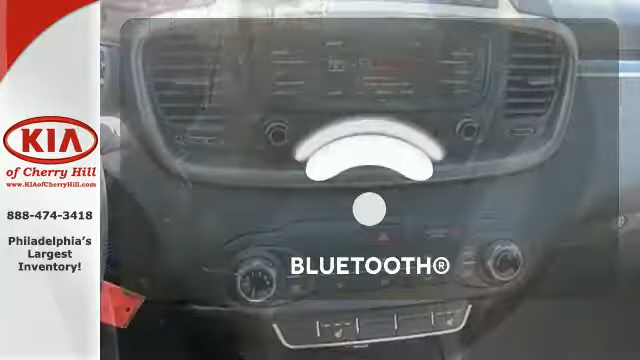 KIA
of Cherry Hill
www.KIAofCherryHill.com
888-474-3418
Philadelphia's
Largest
Inventory!
BLUETOOTH®